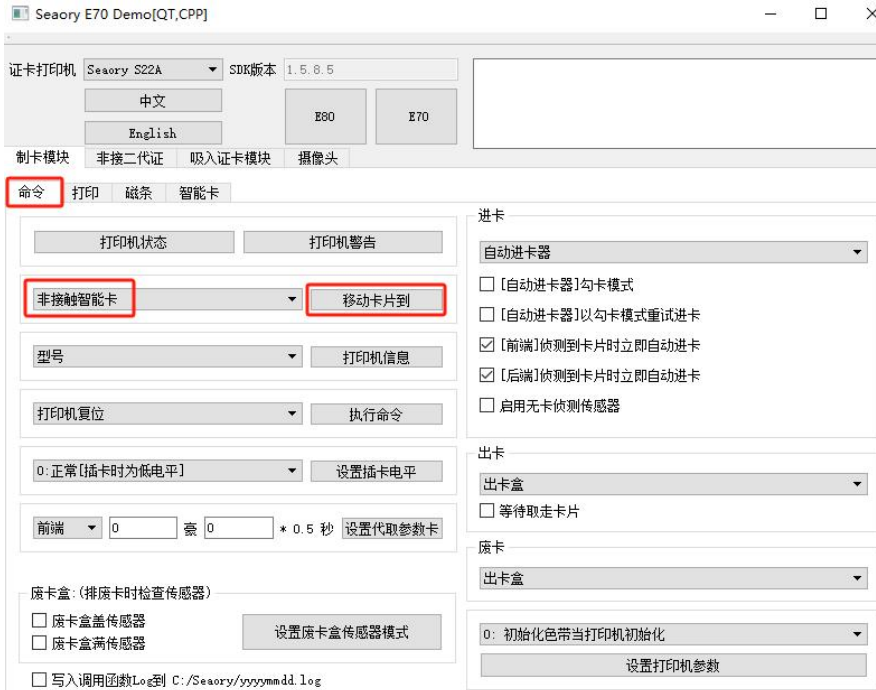 Seaory E70 Demo[QT,CPP]
证卡打印机 Seaory S22A SDK版本 1.5.8.5
中文
English
E80 E70
制卡模块 非接二代证 吸入证卡模块 摄像头
命令 打印 磁条 智能卡
打印机状态 打印机警告
非接触智能卡 移动卡片到
型号 打印机信息
打印机复位 执行命令
0:正常[插卡时为低电平] 设置插卡电平
前端 0 豪 0 * 0.5 秒 设置代取参数卡
废卡盒:(排废卡时检查传感器)
废卡盒盖传感器
废卡盒满传感器
设置废卡盒传感器模式
写入调用函数Log到 C:/Seaory/yyyymmdd.log
进卡
自动进卡器
[自动进卡器]勾卡模式
[自动进卡器]以勾卡模式重试进卡
[前端]侦测到卡片时立即自动进卡
[后端]侦测到卡片时立即自动进卡
启用无卡侦测传感器
出卡
出卡盒
等待取走卡片
废卡
出卡盒
0: 初始化色带当打印机初始化
设置打印机参数